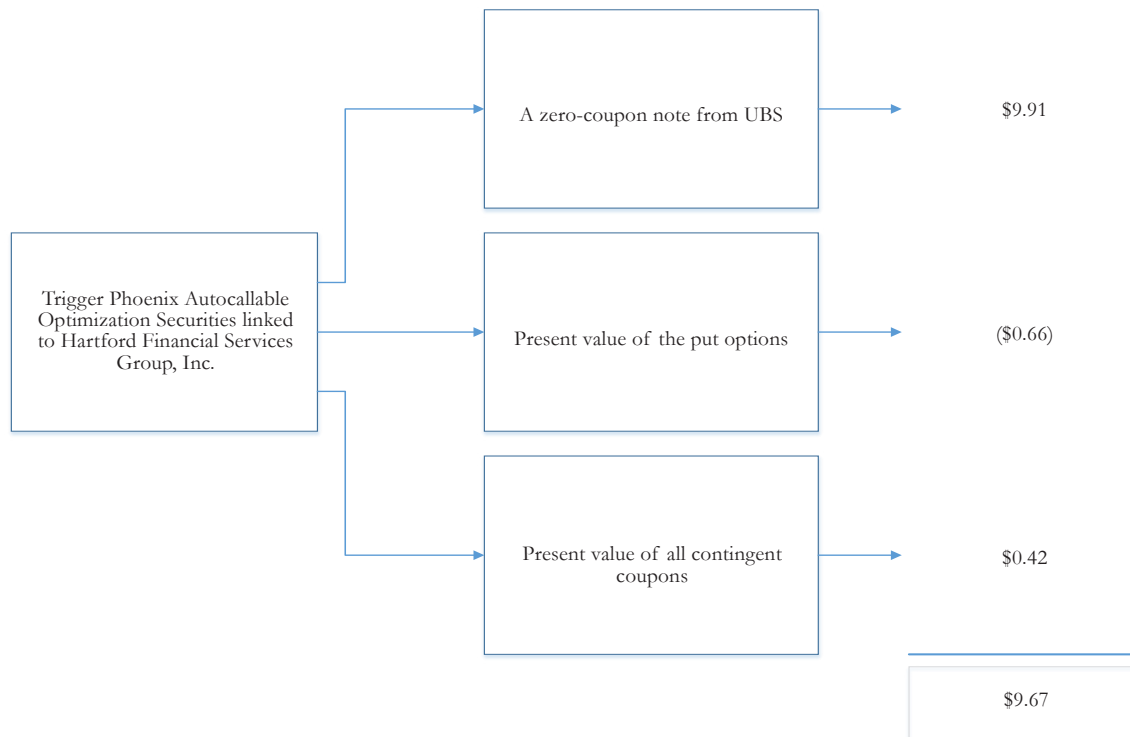 A zero-coupon note from UBS
$9.91
Trigger Phoenix Autocallable
Optimization Securities linked
to Hartford Financial Services
Group, Inc.
Present value of the put options
($0.66)
Present value of all contingent
coupons
$0.42
$9.67